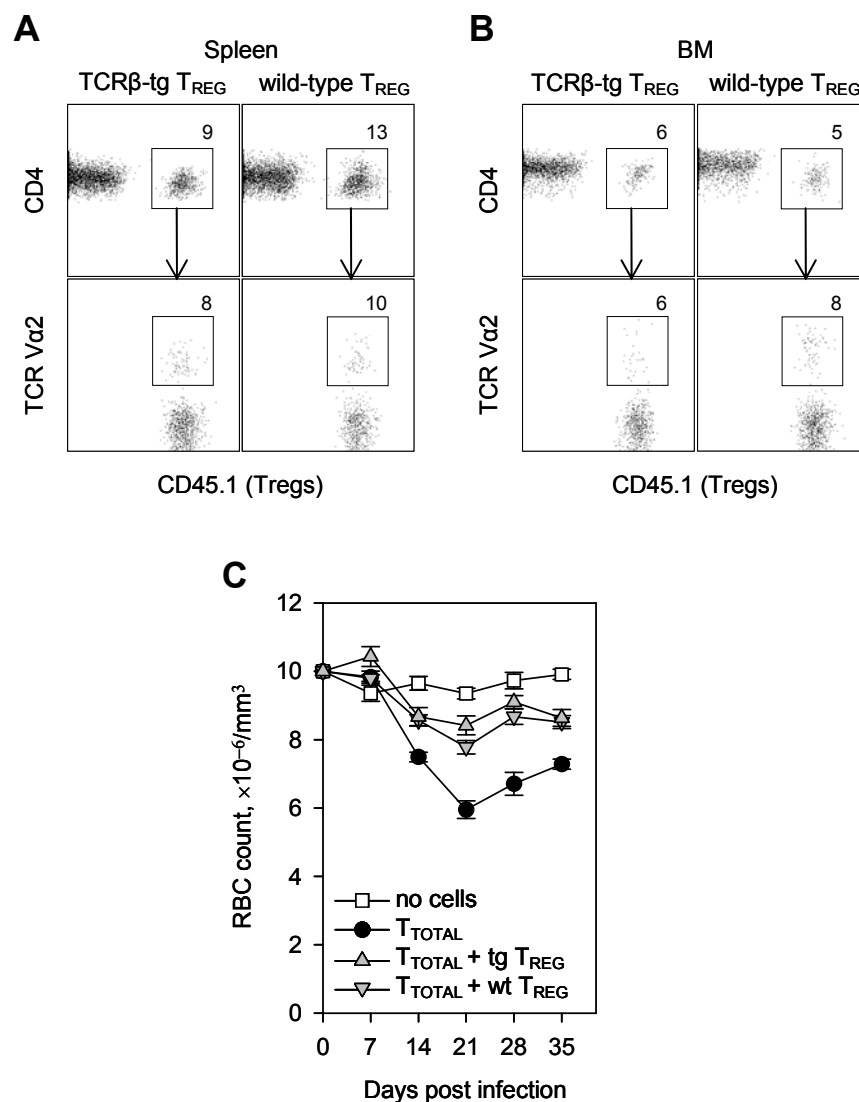 A
Spleen
TCRβ-tg TREG wild-type TREG
9 13
CD4
8 10
TCR Vα2
CD45.1 (Tregs)
B
BM
TCRβ-tg TREG wild-type TREG
6 5
CD4
6 8
TCR Vα2
CD45.1 (Tregs)
C
12
10
8
6
4
2
0
RBC count, ×10⁻⁶/mm³
no cells
TTOTAL
TTOTAL + tg TREG
TTOTAL + wt TREG
0 7 14 21 28 35
Days post infection